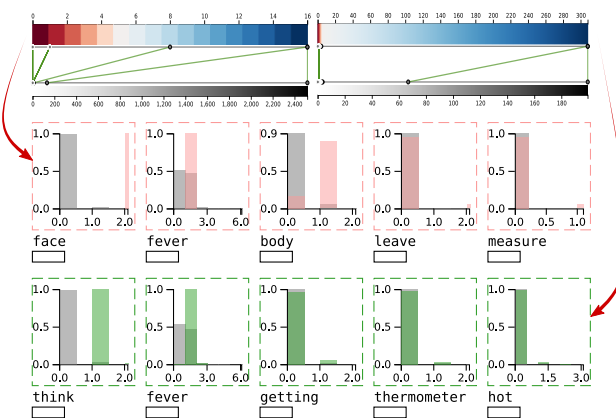 0 2 4 6 8 10 12 14 16 0 20 40 60 80 100 120 140 160 180 200 220 240 260 280 300
0 200 400 600 800 1,000 1,200 1,400 1,600 1,800 2,000 2,200 2,400 0 20 40 60 80 100 120 140 160 180
1.0 1.0 0.9 1.0 1.0
0.5 0.5 0.5 0.5 0.5
0.0 0.0 0.0 0.0 0.0
0.0 1.0 2.0 0.0 3.0 6.0 0.0 1.0 2.0 0.0 1.0 2.0 0.0 1.0
face fever body leave measure
1.0 1.0 1.0 1.0 1.0
0.5 0.5 0.5 0.5 0.5
0.0 0.0 0.0 0.0 0.0
0.0 1.0 2.0 0.0 3.0 6.0 0.0 1.0 2.0 0.0 1.0 2.0 0.0 1.5 3.0
think fever getting thermometer hot